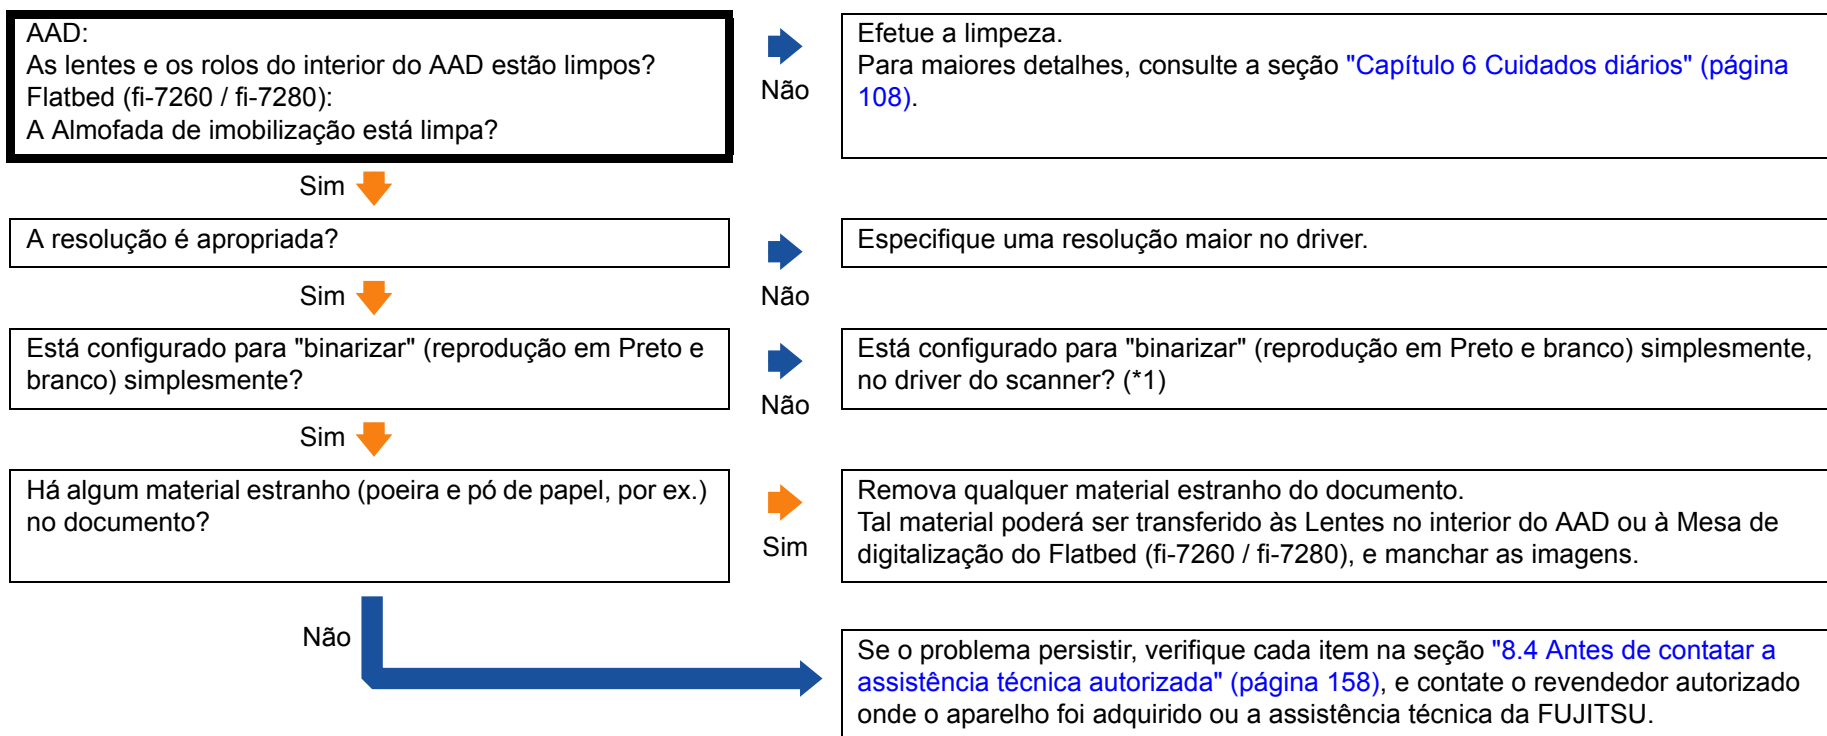 AAD:
As lentes e os rolos do interior do AAD estão limpos?
Flatbed (fi-7260 / fi-7280):
A Almofada de imobilização está limpa?
Não
Efetue a limpeza.
Para maiores detalhes, consulte a seção "Capítulo 6 Cuidados diários" (página
108).
Sim
A resolução é apropriada?
Não
Especifique uma resolução maior no driver.
Sim
Está configurado para "binarizar" (reprodução em Preto e
branco) simplesmente?
Não
Está configurado para "binarizar" (reprodução em Preto e branco) simplesmente,
no driver do scanner? (*1)
Sim
Há algum material estranho (poeira e pó de papel, por ex.)
no documento?
Sim
Remova qualquer material estranho do documento.
Tal material poderá ser transferido às Lentes no interior do AAD ou à Mesa de
digitalização do Flatbed (fi-7260 / fi-7280), e manchar as imagens.
Não
Se o problema persistir, verifique cada item na seção "8.4 Antes de contatar a
assistência técnica autorizada" (página 158), e contate o revendedor autorizado
onde o aparelho foi adquirido ou a assistência técnica da FUJITSU.